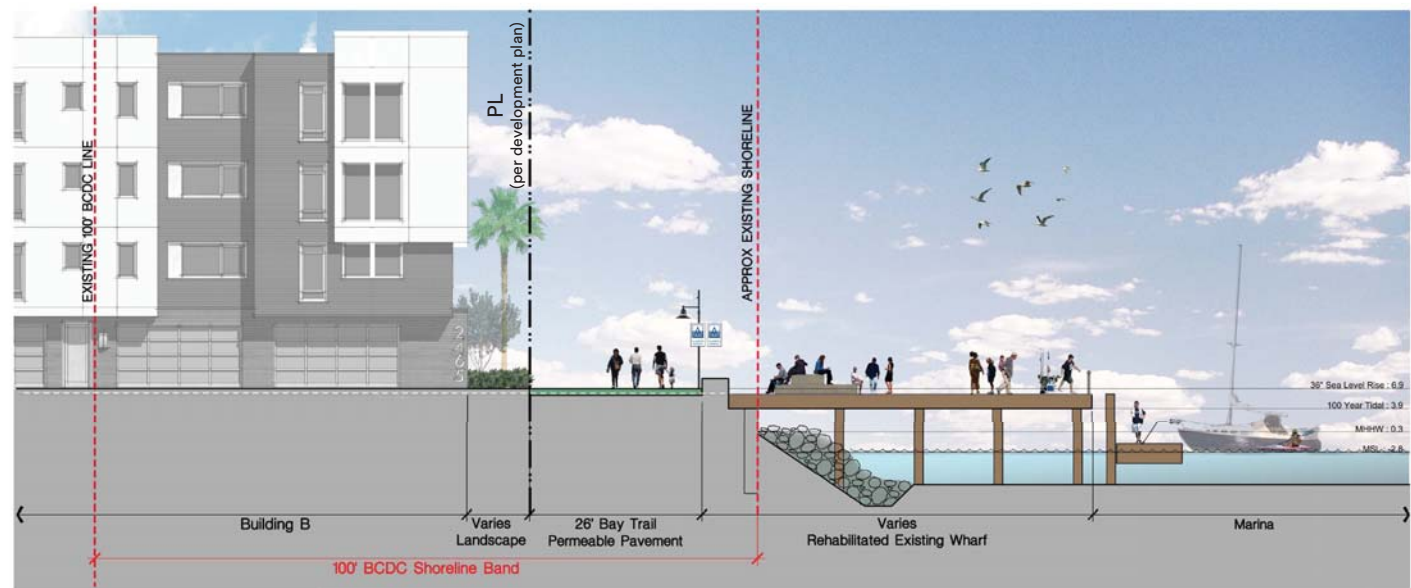 EXISTING 100' BCDC LINE
PL
(per development plan)
APPROX EXISTING SHORELINE
36" Sea Level Rise : 6.9
100 Year Tidal : 3.9
MHHW : 0.3
MSL : -2.8
Building B
Varies
Landscape
26' Bay Trail
Permeable Pavement
Varies
Rehabilitated Existing Wharf
Marina
100' BCDC Shoreline Band